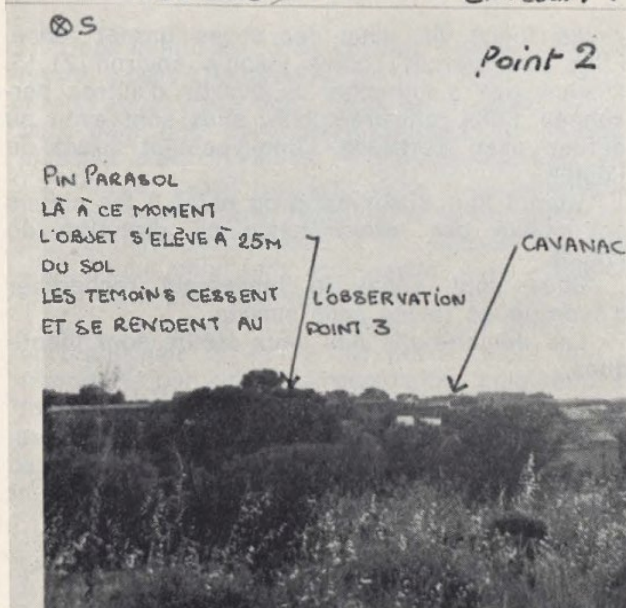 ⊗S
Point 2
PIN PARASOL
LÀ À CE MOMENT
L'OBJET S'ELÈVE À 25M
DU SOL
LES TEMOINS CESSENT L'OBSERVATION
ET SE RENDENT AU POINT 3
CAVANAC